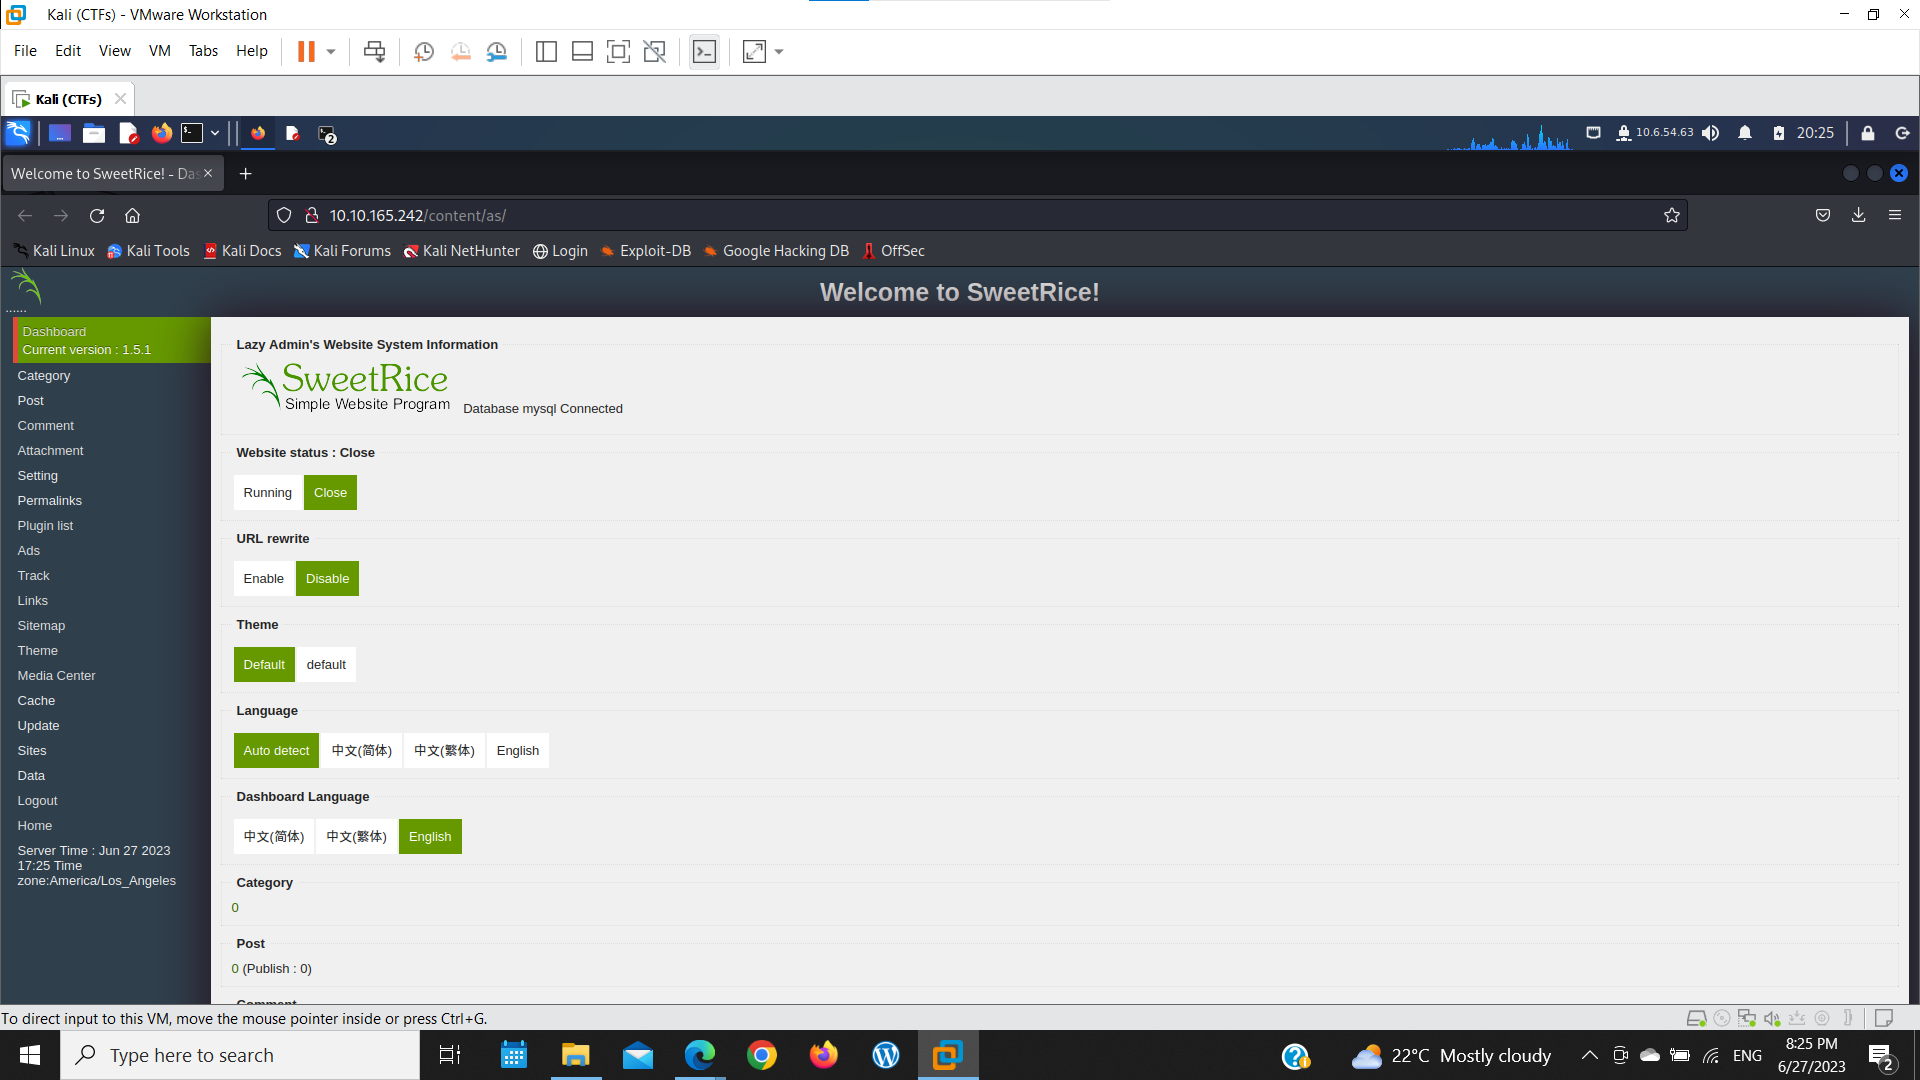 Kali (CTFs) - VMware Workstation
File Edit View VM Tabs Help
Kali (CTFs)
2 10.6.54.63 20:25
Welcome to SweetRice! - Das
10.10.165.242/content/as/
Kali Linux Kali Tools Kali Docs Kali Forums Kali NetHunter Login Exploit-DB Google Hacking DB OffSec
Welcome to SweetRice!
......
Dashboard
Current version : 1.5.1
Category
Post
Comment
Attachment
Setting
Permalinks
Plugin list
Ads
Track
Links
Sitemap
Theme
Media Center
Cache
Update
Sites
Data
Logout
Home
Server Time : Jun 27 2023
17:25 Time
zone:America/Los_Angeles
Lazy Admin's Website System Information
SweetRice
Simple Website Program Database mysql Connected
Website status : Close
Running Close
URL rewrite
Enable Disable
Theme
Default default
Language
Auto detect 中文(简体) 中文(繁体) English
Dashboard Language
中文(简体) 中文(繁体) English
Category
0
Post
0 (Publish : 0)
Comment
To direct input to this VM, move the mouse pointer inside or press Ctrl+G.
Type here to search
22°C Mostly cloudy ENG
8:25 PM
6/27/2023
2